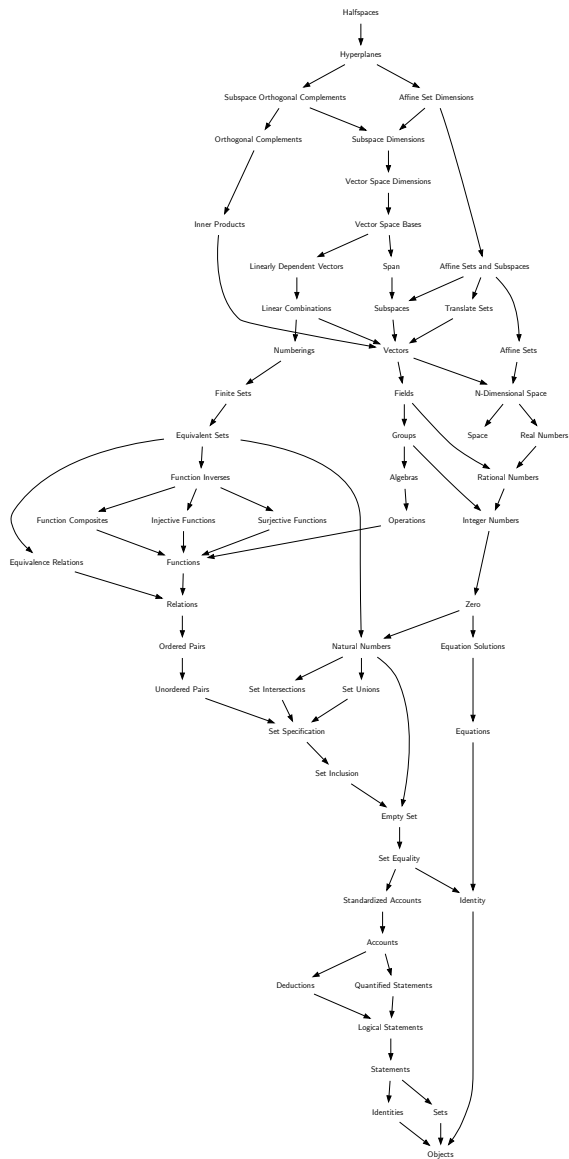 Halfspaces
Hyperplanes
Subspace Orthogonal Complements
Affine Set Dimensions
Orthogonal Complements
Subspace Dimensions
Vector Space Dimensions
Inner Products
Vector Space Bases
Linearly Dependent Vectors
Span
Affine Sets and Subspaces
Linear Combinations
Subspaces
Translate Sets
Numberings
Vectors
Affine Sets
Finite Sets
Fields
N-Dimensional Space
Equivalent Sets
Groups
Space
Real Numbers
Function Inverses
Algebras
Rational Numbers
Function Composites
Injective Functions
Surjective Functions
Operations
Integer Numbers
Equivalence Relations
Functions
Relations
Zero
Ordered Pairs
Natural Numbers
Equation Solutions
Unordered Pairs
Set Intersections
Set Unions
Set Specification
Equations
Set Inclusion
Empty Set
Set Equality
Standardized Accounts
Identity
Accounts
Deductions
Quantified Statements
Logical Statements
Statements
Identities
Sets
Objects